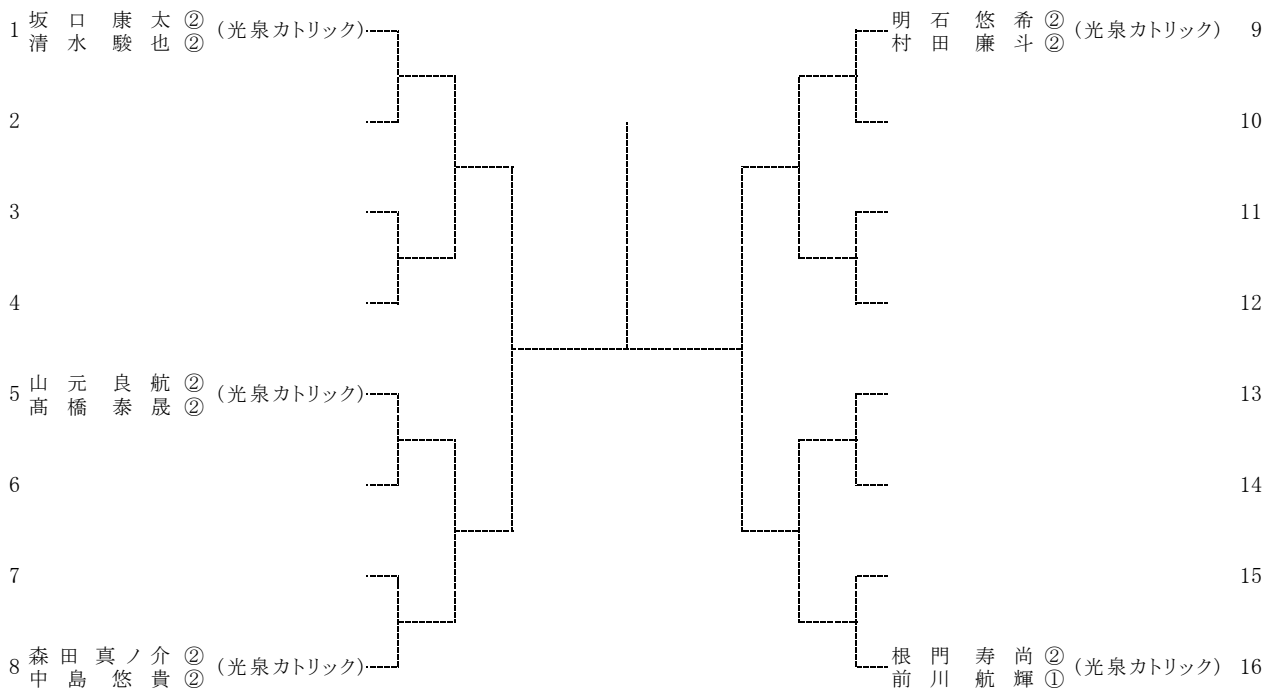 1 坂口康太② (光泉カトリック)
清水駿也②
2
3
4
5 山元良航② (光泉カトリック)
髙橋泰晟②
6
7
8 森田真ノ介② (光泉カトリック)
中島悠貴②
明石悠希② (光泉カトリック) 9
村田廉斗②
10
11
12
13
14
15
根門寿尚② (光泉カトリック) 16
前川航輝①